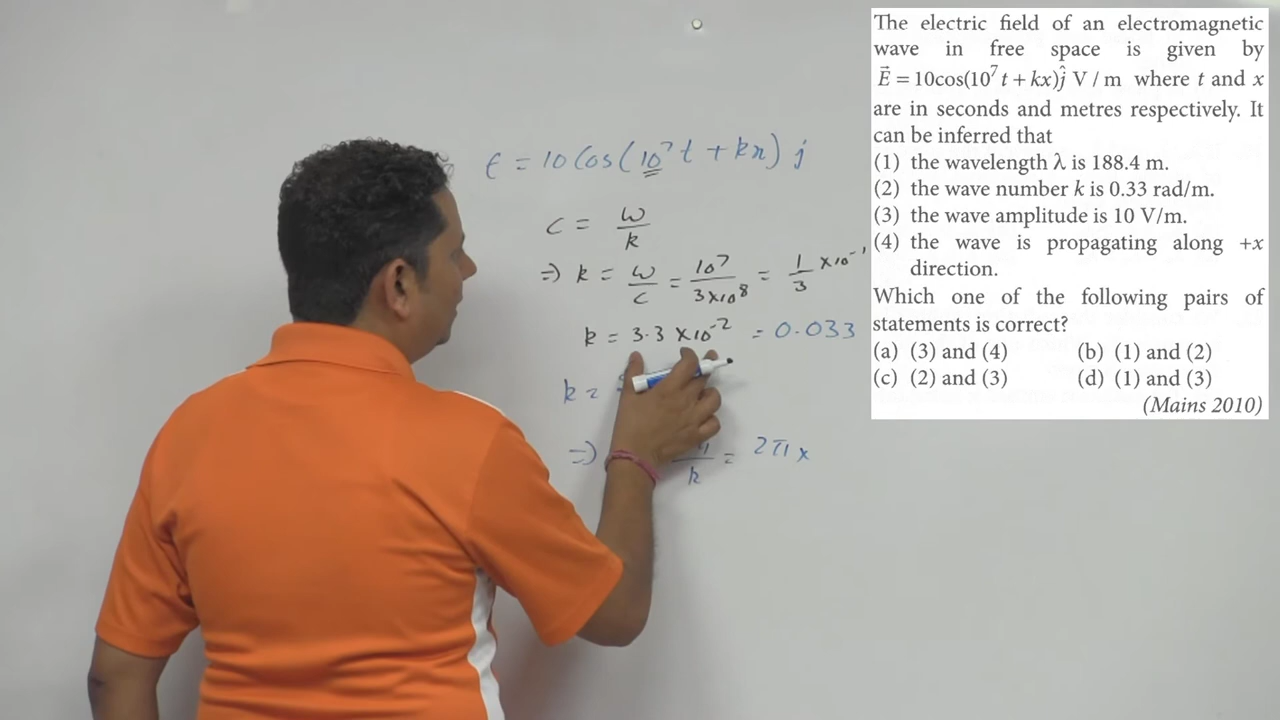 E = 10 Cos(10⁷t + kx) j
C = ω/k
⇒ k = ω/C = 10⁷/3×10⁸ = 1/3 ×10⁻¹
k = 3.3 ×10⁻² = 0.033
k =
⇒ /k = 2π ×
The electric field of an electromagnetic
wave in free space is given by
E⃗ = 10cos(10⁷t + kx)ĵ V / m where t and x
are in seconds and metres respectively. It
can be inferred that
(1) the wavelength λ is 188.4 m.
(2) the wave number k is 0.33 rad/m.
(3) the wave amplitude is 10 V/m.
(4) the wave is propagating along +x
direction.
Which one of the following pairs of
statements is correct?
(a) (3) and (4) (b) (1) and (2)
(c) (2) and (3) (d) (1) and (3)
(Mains 2010)